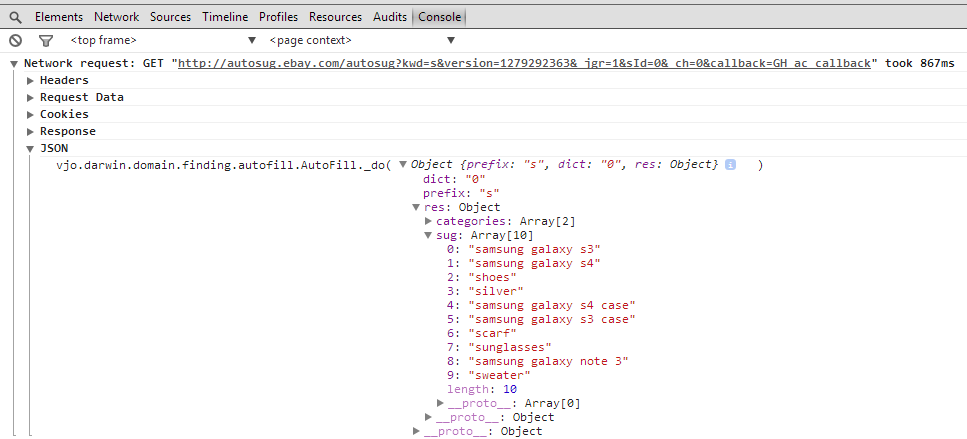 Elements Network Sources Timeline Profiles Resources Audits Console
<top frame> <page context>
Network request: GET "http://autosug.ebay.com/autosug?kwd=s&version=1279292363&_jgr=1&sId=0&_ch=0&callback=GH_ac_callback" took 867ms
Headers
Request Data
Cookies
Response
JSON
vjo.darwin.domain.finding.autofill.AutoFill._do( Object {prefix: "s", dict: "0", res: Object} i )
dict: "0"
prefix: "s"
res: Object
categories: Array[2]
sug: Array[10]
0: "samsung galaxy s3"
1: "samsung galaxy s4"
2: "shoes"
3: "silver"
4: "samsung galaxy s4 case"
5: "samsung galaxy s3 case"
6: "scarf"
7: "sunglasses"
8: "samsung galaxy note 3"
9: "sweater"
length: 10
__proto__: Array[0]
__proto__: Object
__proto__: Object